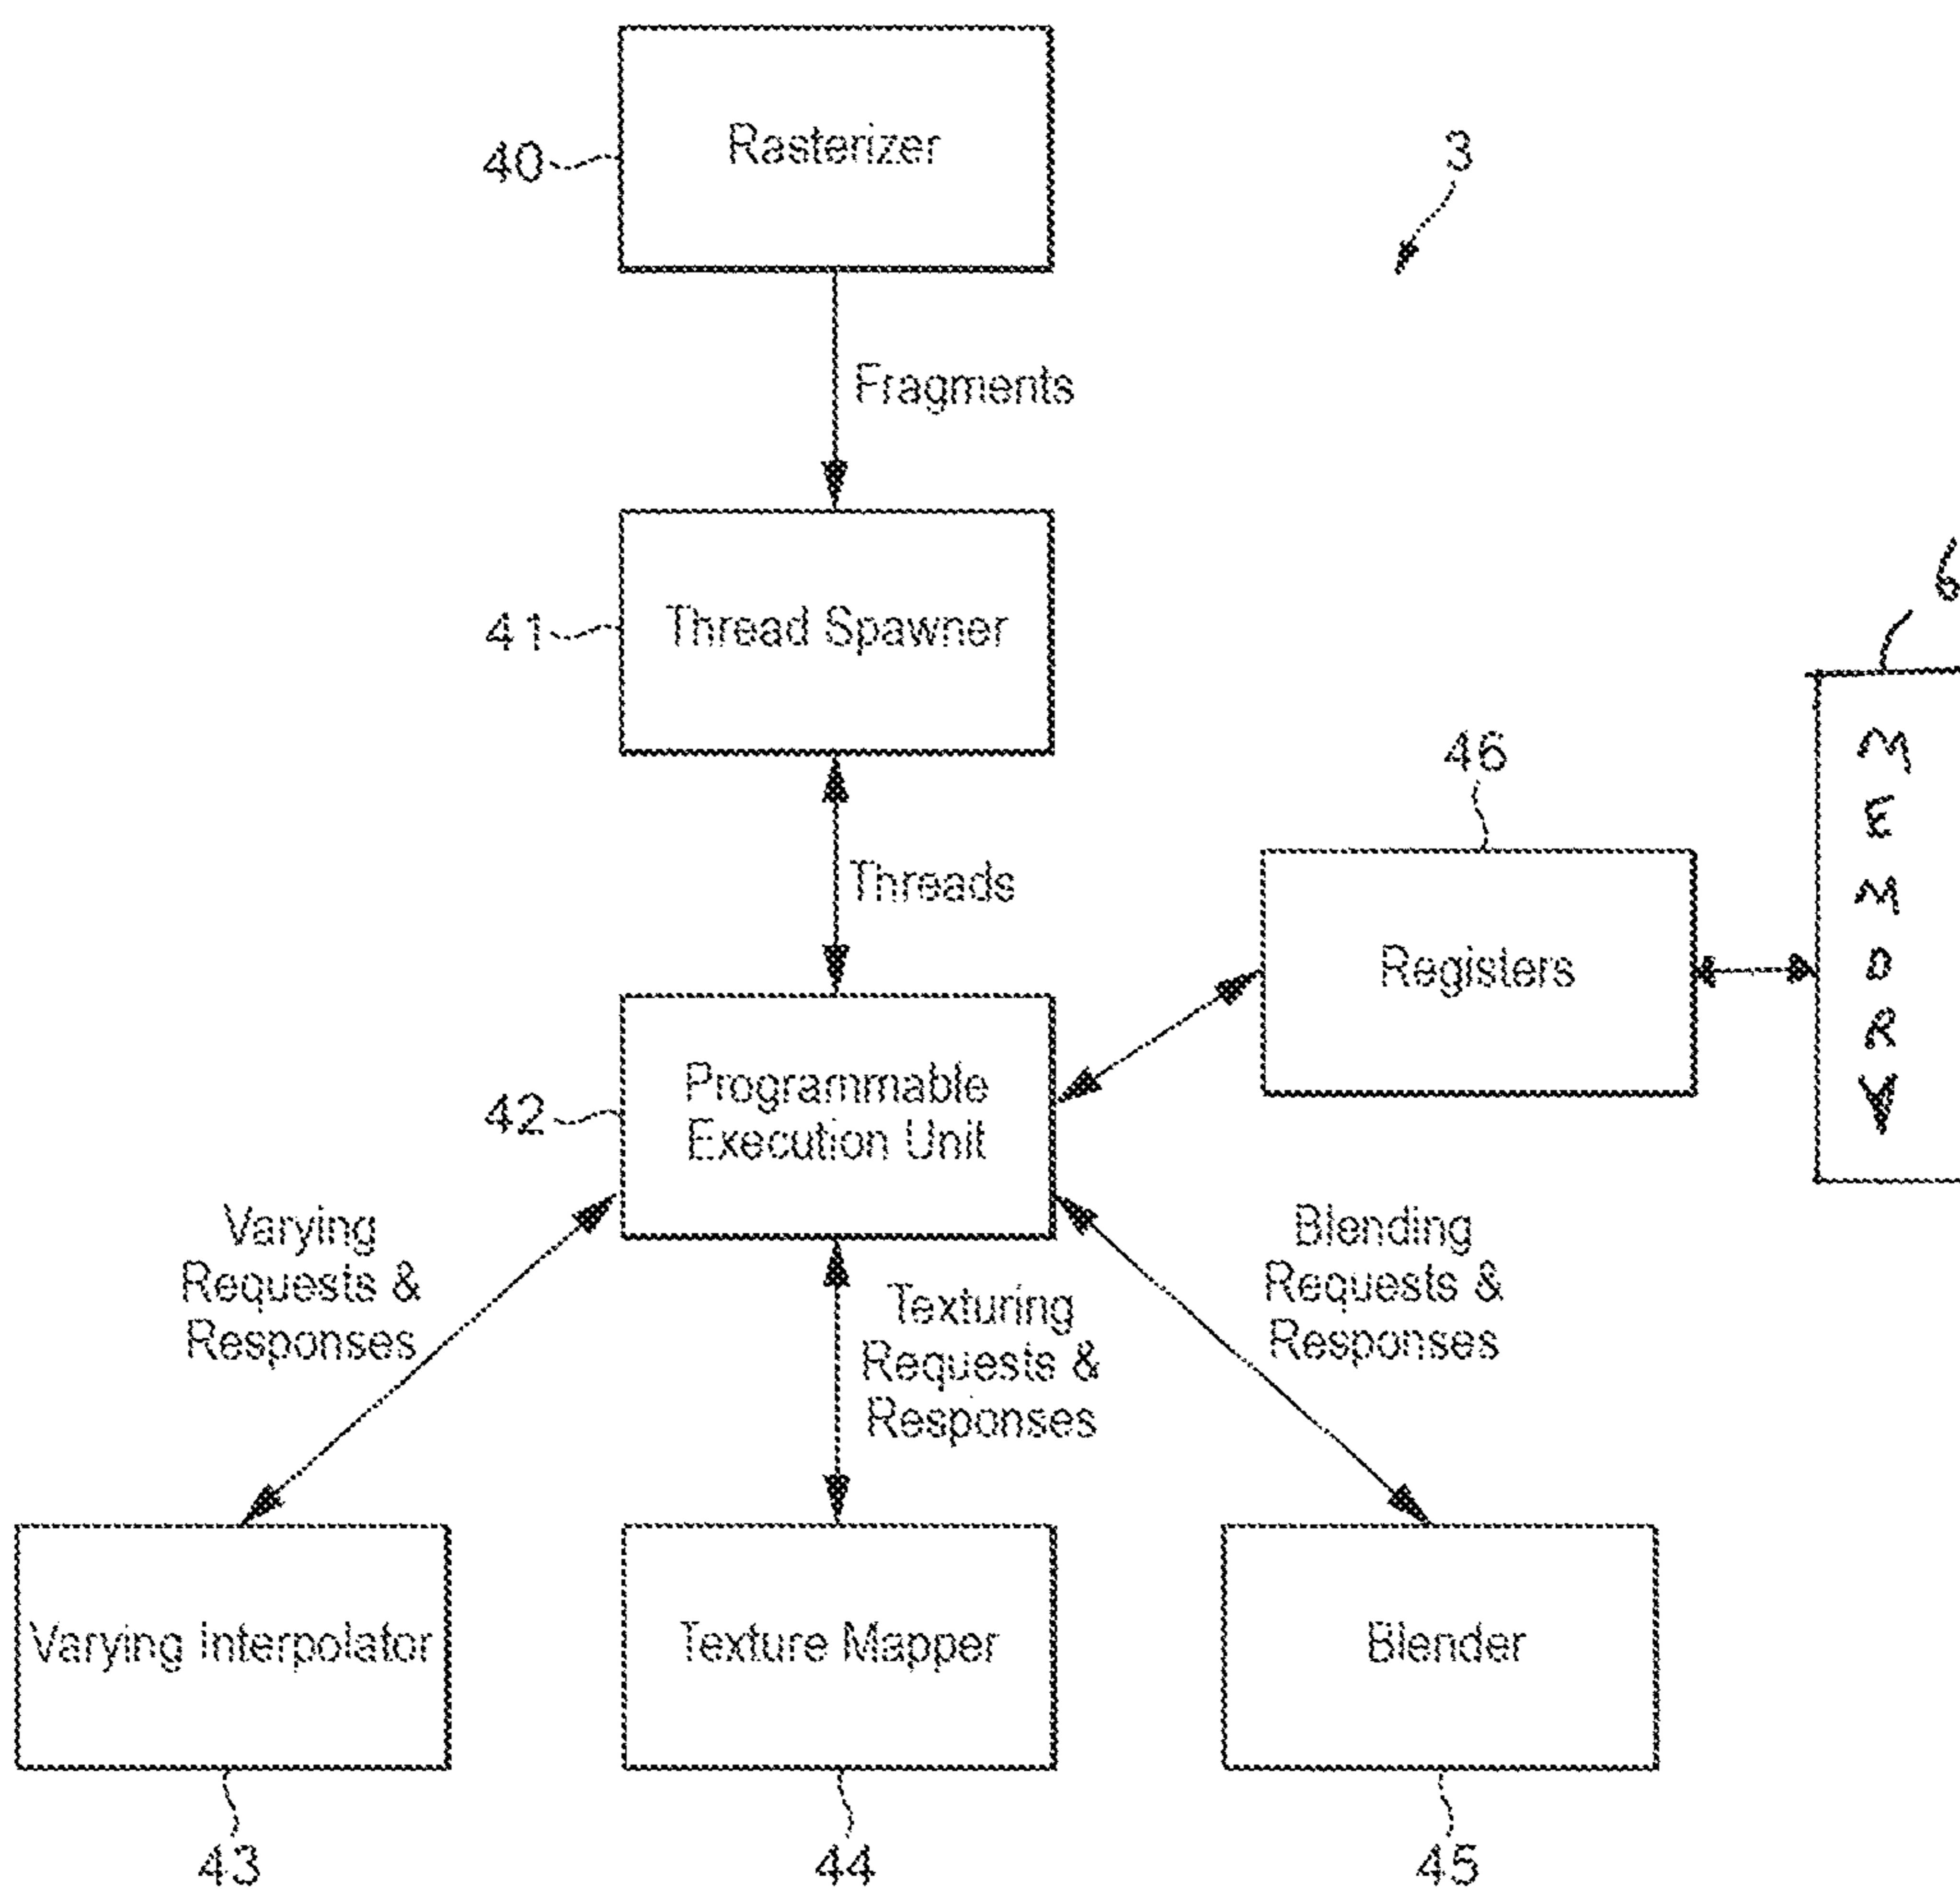 Rasterizer
40
3
Fragments
41
Thread Spawner
6
46
Threads
Registers
MEMORY
42
Programmable
Execution Unit
Varying
Requests &
Responses
Texturing
Requests &
Responses
Blending
Requests &
Responses
Varying Interpolator
Texture Mapper
Blender
43
44
45